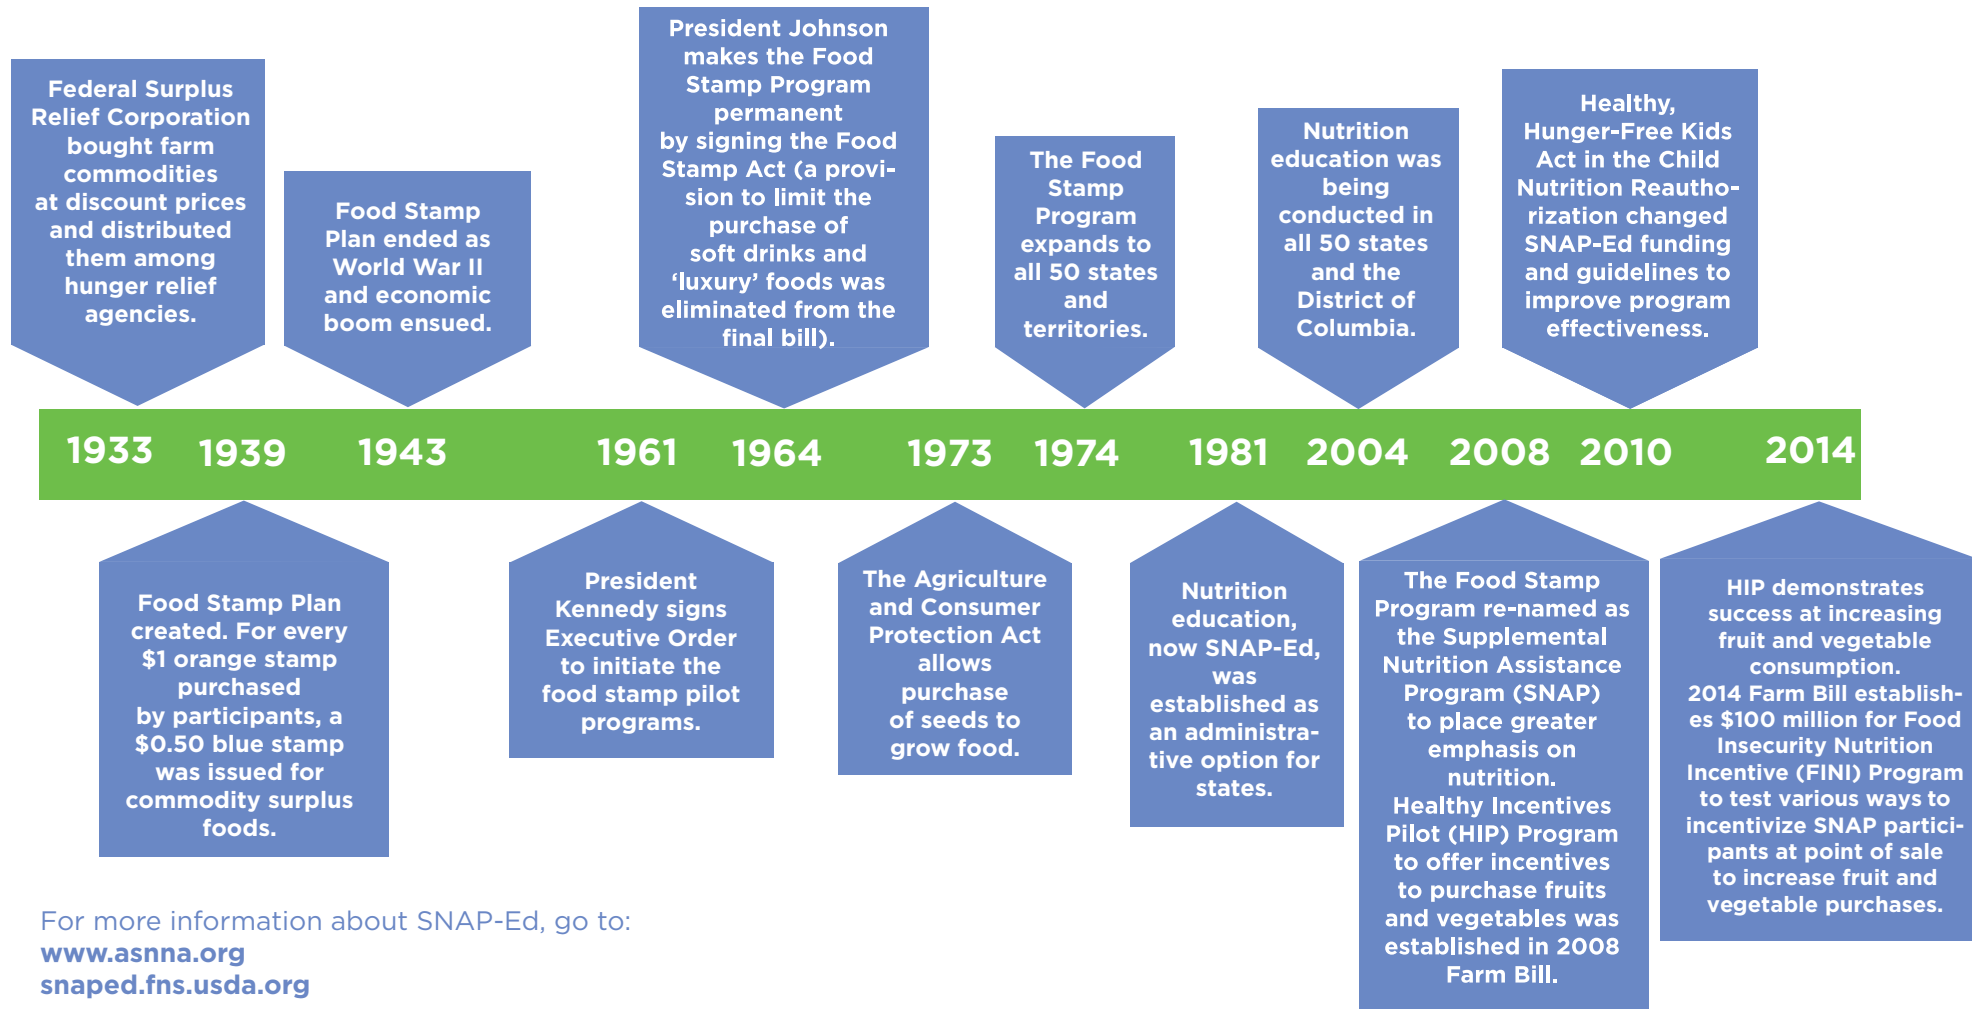 Federal Surplus
Relief Corporation
bought farm
commodities
at discount prices
and distributed
them among
hunger relief
agencies.
Food Stamp
Plan ended as
World War II
and economic
boom ensued.
President Johnson
makes the Food
Stamp Program
permanent
by signing the Food
Stamp Act (a provi-
sion to limit the
purchase of
soft drinks and
‘luxury’ foods was
eliminated from the
final bill).
The Food
Stamp
Program
expands to
all 50 states
and
territories.
Nutrition
education was
being
conducted in
all 50 states
and the
District of
Columbia.
Healthy,
Hunger-Free Kids
Act in the Child
Nutrition Reautho-
rization changed
SNAP-Ed funding
and guidelines to
improve program
effectiveness.
1933 1939 1943 1961 1964 1973 1974 1981 2004 2008 2010 2014
Food Stamp Plan
created. For every
$1 orange stamp
purchased
by participants, a
$0.50 blue stamp
was issued for
commodity surplus
foods.
President
Kennedy signs
Executive Order
to initiate the
food stamp pilot
programs.
The Agriculture
and Consumer
Protection Act
allows
purchase
of seeds to
grow food.
Nutrition
education,
now SNAP-Ed,
was
established as
an administra-
tive option for
states.
The Food Stamp
Program re-named as
the Supplemental
Nutrition Assistance
Program (SNAP)
to place greater
emphasis on
nutrition.
Healthy Incentives
Pilot (HIP) Program
to offer incentives
to purchase fruits
and vegetables was
established in 2008
Farm Bill.
HIP demonstrates
success at increasing
fruit and vegetable
consumption.
2014 Farm Bill establish-
es $100 million for Food
Insecurity Nutrition
Incentive (FINI) Program
to test various ways to
incentivize SNAP partici-
pants at point of sale
to increase fruit and
vegetable purchases.
For more information about SNAP-Ed, go to:
www.asnna.org
snaped.fns.usda.org